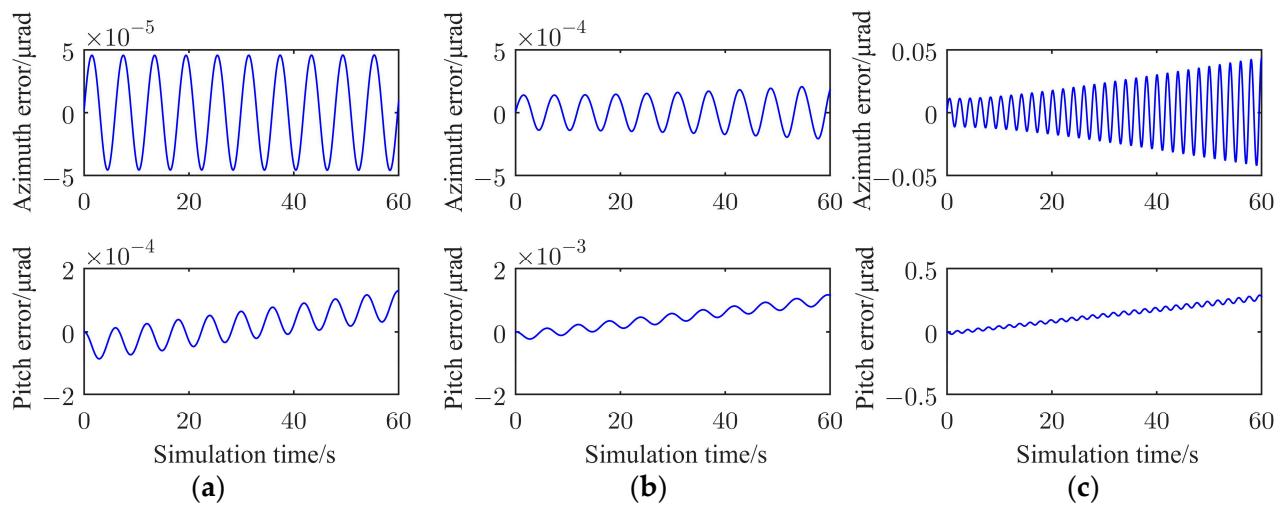 ×10⁻⁵
5
0
−5
Azimuth error/μrad
0 20 40 60
×10⁻⁴
2
0
−2
Pitch error/μrad
0 20 40 60
Simulation time/s
(a)
×10⁻⁴
5
0
−5
Azimuth error/μrad
0 20 40 60
×10⁻³
2
0
−2
Pitch error/μrad
0 20 40 60
Simulation time/s
(b)
0.05
0
−0.05
Azimuth error/μrad
0 20 40 60
0.5
0
−0.5
Pitch error/μrad
0 20 40 60
Simulation time/s
(c)